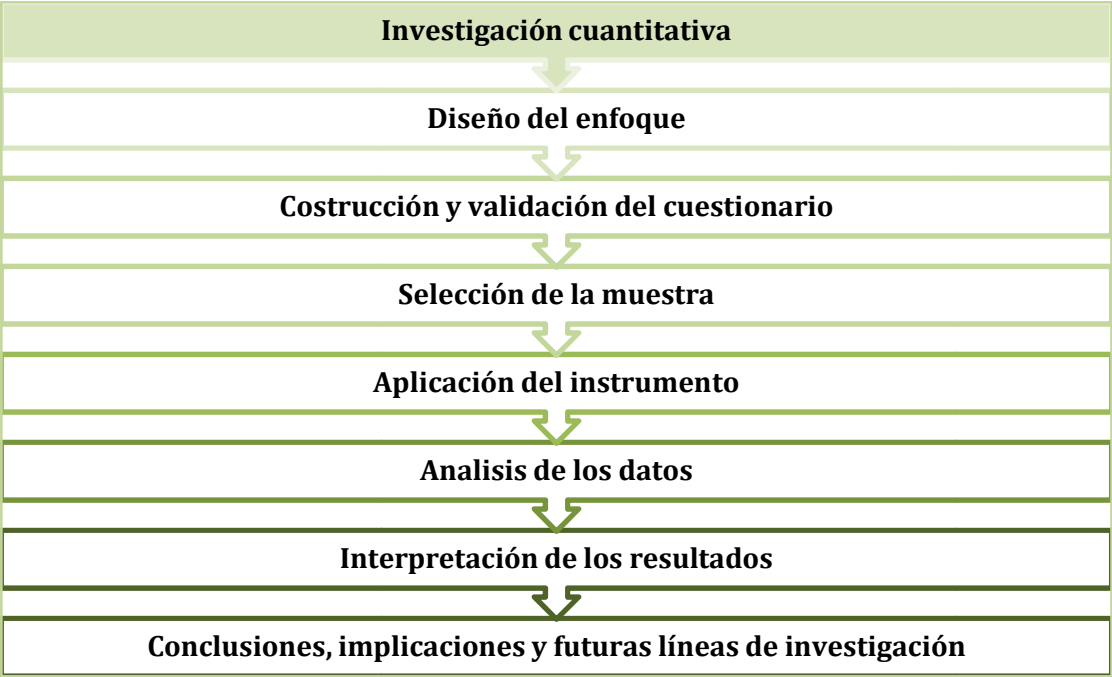 Investigación cuantitativa
Diseño del enfoque
Costrucción y validación del cuestionario
Selección de la muestra
Aplicación del instrumento
Analisis de los datos
Interpretación de los resultados
Conclusiones, implicaciones y futuras líneas de investigación